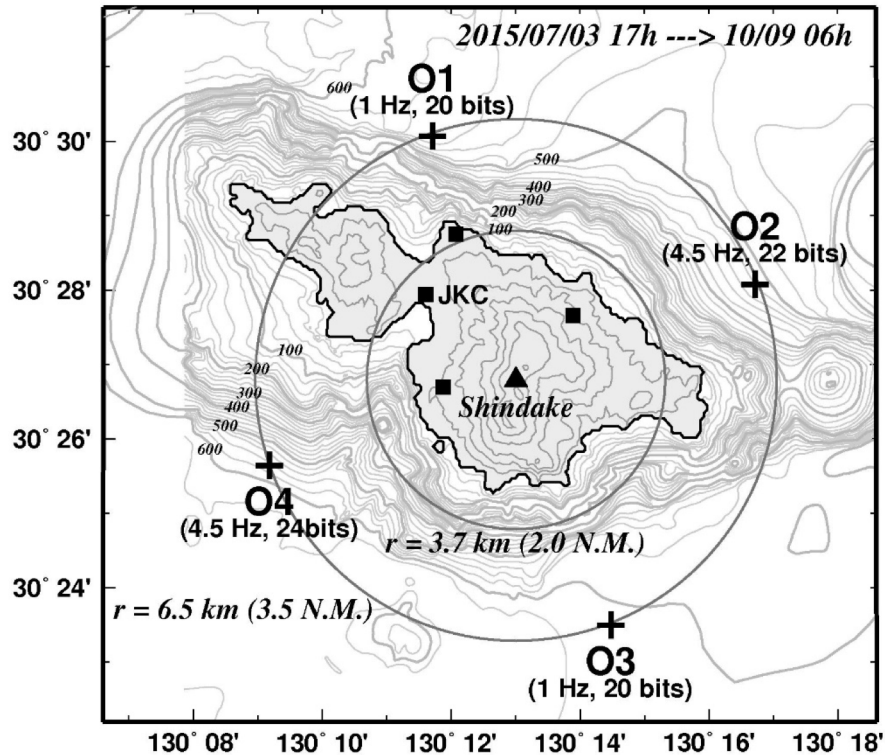 2015/07/03 17h ---> 10/09 06h
600
O1
(1 Hz, 20 bits)
30° 30'
500
400
300
200
100
O2
(4.5 Hz, 22 bits)
30° 28'
JKC
100
200
300
400
500
600
Shindake
30° 26'
O4
(4.5 Hz, 24bits)
r = 3.7 km (2.0 N.M.)
30° 24'
r = 6.5 km (3.5 N.M.)
O3
(1 Hz, 20 bits)
130° 08' 130° 10' 130° 12' 130° 14' 130° 16' 130° 18'